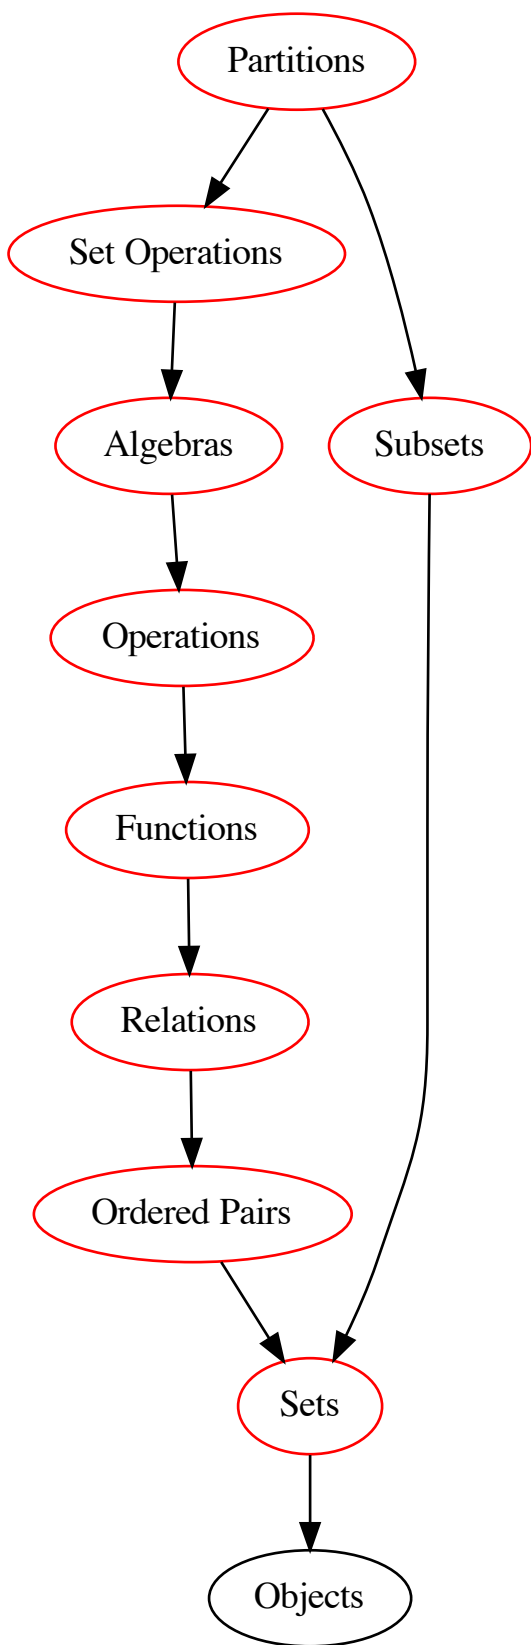 Partitions
Set Operations
Algebras
Subsets
Operations
Functions
Relations
Ordered Pairs
Sets
Objects